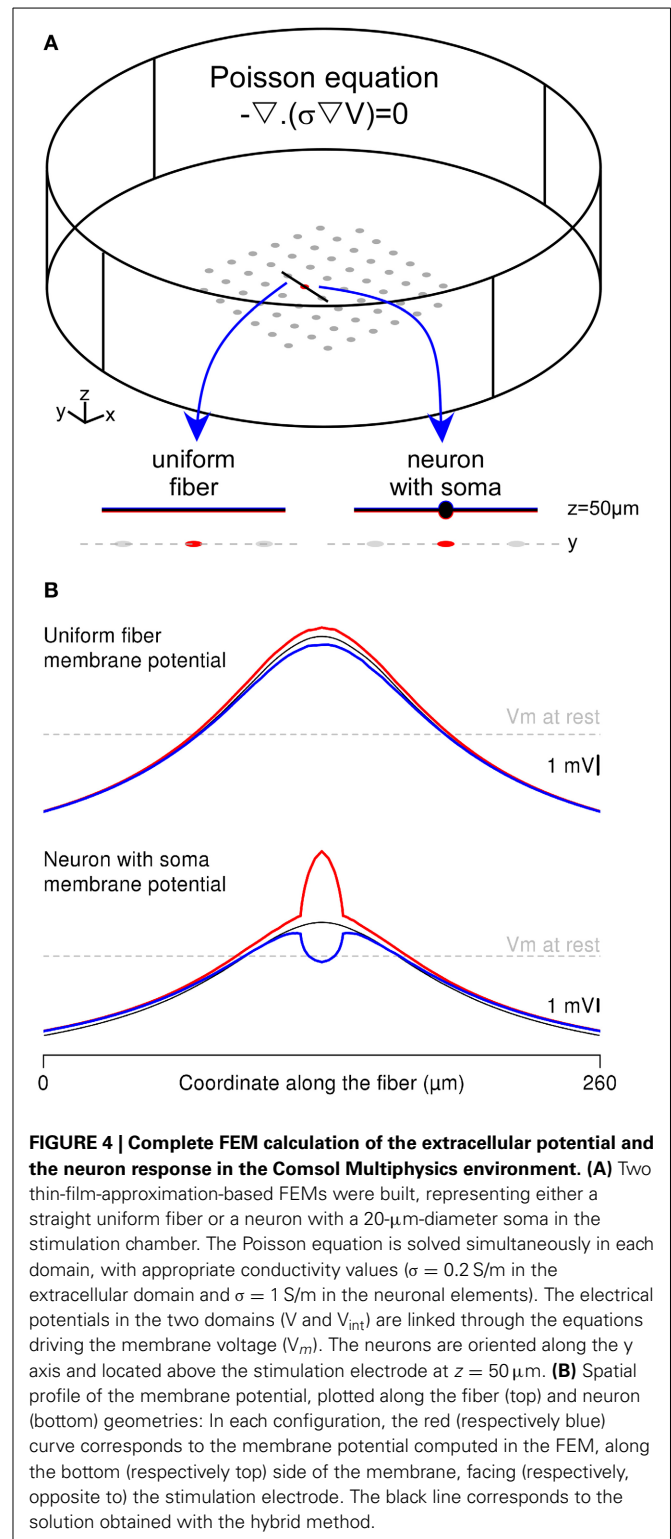 A
Poisson equation
-▽.(σ▽V)=0
z
y
x
uniform
fiber
neuron
with soma
z=50μm
y
B
Uniform fiber
membrane potential
Vm at rest
1 mV
Neuron with soma
membrane potential
Vm at rest
1 mV
0
Coordinate along the fiber (μm)
260
FIGURE 4 | Complete FEM calculation of the extracellular potential and
the neuron response in the Comsol Multiphysics environment. (A) Two
thin-film-approximation-based FEMs were built, representing either a
straight uniform fiber or a neuron with a 20-μm-diameter soma in the
stimulation chamber. The Poisson equation is solved simultaneously in each
domain, with appropriate conductivity values (σ = 0.2 S/m in the
extracellular domain and σ = 1 S/m in the neuronal elements). The electrical
potentials in the two domains (V and Vint) are linked through the equations
driving the membrane voltage (Vm). The neurons are oriented along the y
axis and located above the stimulation electrode at z = 50 μm. (B) Spatial
profile of the membrane potential, plotted along the fiber (top) and neuron
(bottom) geometries: In each configuration, the red (respectively blue)
curve corresponds to the membrane potential computed in the FEM, along
the bottom (respectively top) side of the membrane, facing (respectively,
opposite to) the stimulation electrode. The black line corresponds to the
solution obtained with the hybrid method.